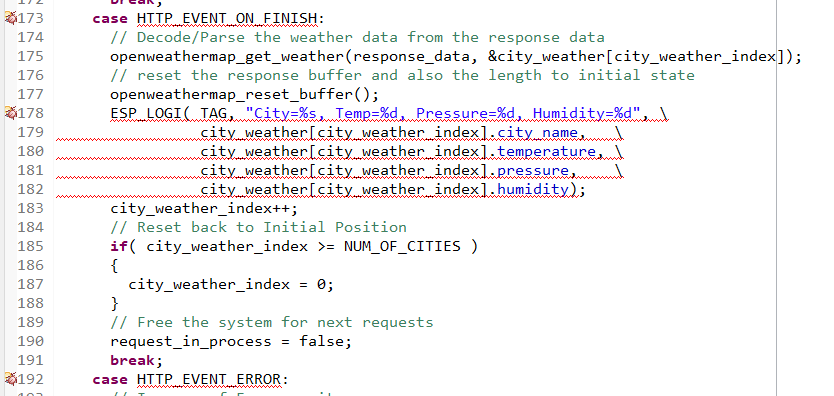 172 break;
173 case HTTP_EVENT_ON_FINISH:
174 // Decode/Parse the weather data from the response data
175 openweathermap_get_weather(response_data, &city_weather[city_weather_index]);
176 // reset the response buffer and also the length to initial state
177 openweathermap_reset_buffer();
178 ESP_LOGI( TAG, "City=%s, Temp=%d, Pressure=%d, Humidity=%d", \
179 city_weather[city_weather_index].city_name, \
180 city_weather[city_weather_index].temperature, \
181 city_weather[city_weather_index].pressure, \
182 city_weather[city_weather_index].humidity);
183 city_weather_index++;
184 // Reset back to Initial Position
185 if( city_weather_index >= NUM_OF_CITIES )
186 {
187 city_weather_index = 0;
188 }
189 // Free the system for next requests
190 request_in_process = false;
191 break;
192 case HTTP_EVENT_ERROR: